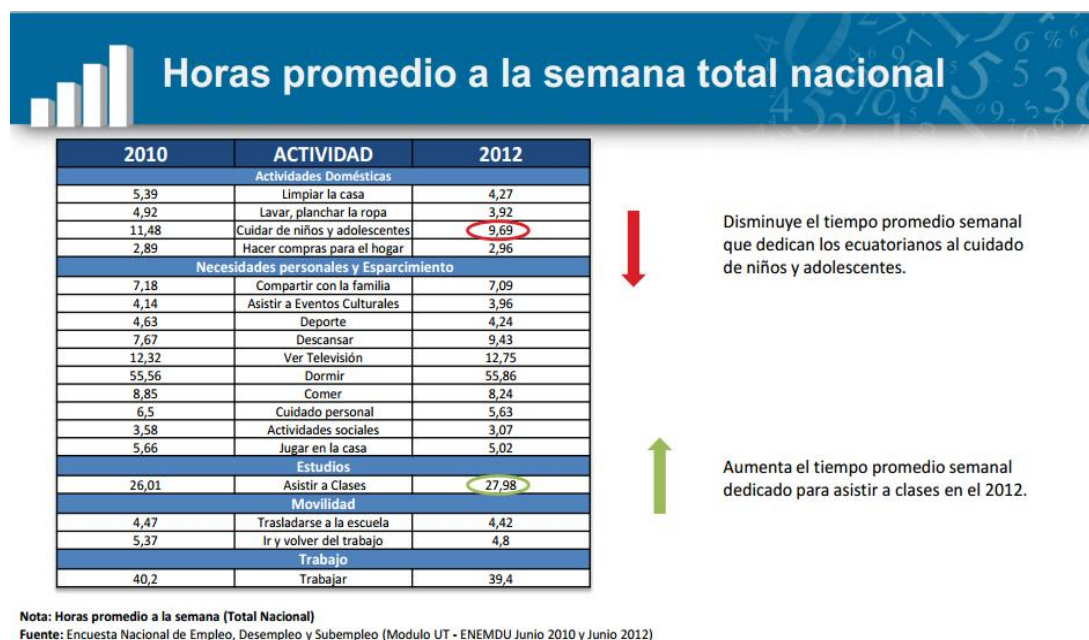 Horas promedio a la semana total nacional
2010 ACTIVIDAD 2012
Actividades Domésticas
5,39 Limpiar la casa 4,27
4,92 Lavar, planchar la ropa 3,92
11,48 Cuidar de niños y adolescentes 9,69
2,89 Hacer compras para el hogar 2,96
Necesidades personales y Esparcimiento
7,18 Compartir con la familia 7,09
4,14 Asistir a Eventos Culturales 3,96
4,63 Deporte 4,24
7,67 Descansar 9,43
12,32 Ver Televisión 12,75
55,56 Dormir 55,86
8,85 Comer 8,24
6,5 Cuidado personal 5,63
3,58 Actividades sociales 3,07
5,66 Jugar en la casa 5,02
Estudios
26,01 Asistir a Clases 27,98
Movilidad
4,47 Trasladarse a la escuela 4,42
5,37 Ir y volver del trabajo 4,8
Trabajo
40,2 Trabajar 39,4
Disminuye el tiempo promedio semanal
que dedican los ecuatorianos al cuidado
de niños y adolescentes.
Aumenta el tiempo promedio semanal
dedicado para asistir a clases en el 2012.
Nota: Horas promedio a la semana (Total Nacional)
Fuente: Encuesta Nacional de Empleo, Desempleo y Subempleo (Modulo UT - ENEMDU Junio 2010 y Junio 2012)